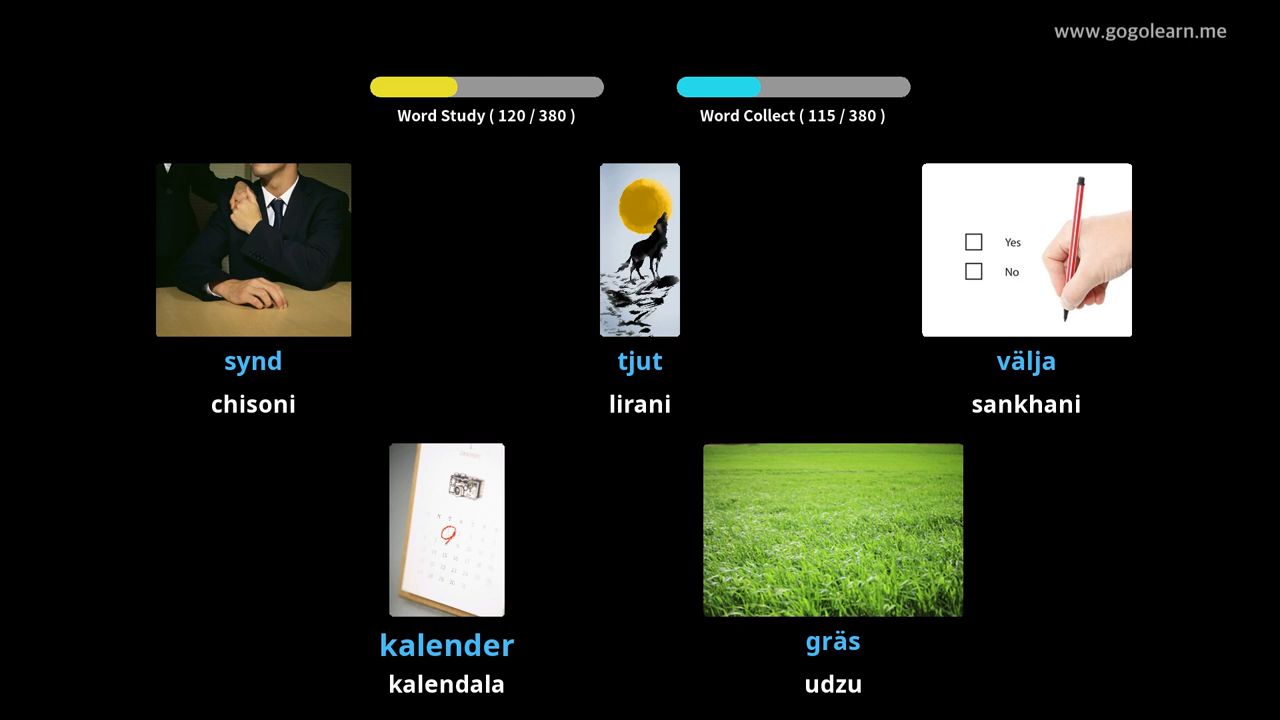 www.gogolearn.me
Word Study ( 120 / 380 )
Word Collect ( 115 / 380 )
Yes
No
synd
tjut
välja
chisoni
lirani
sankhani
9
kalender
gräs
kalendala
udzu